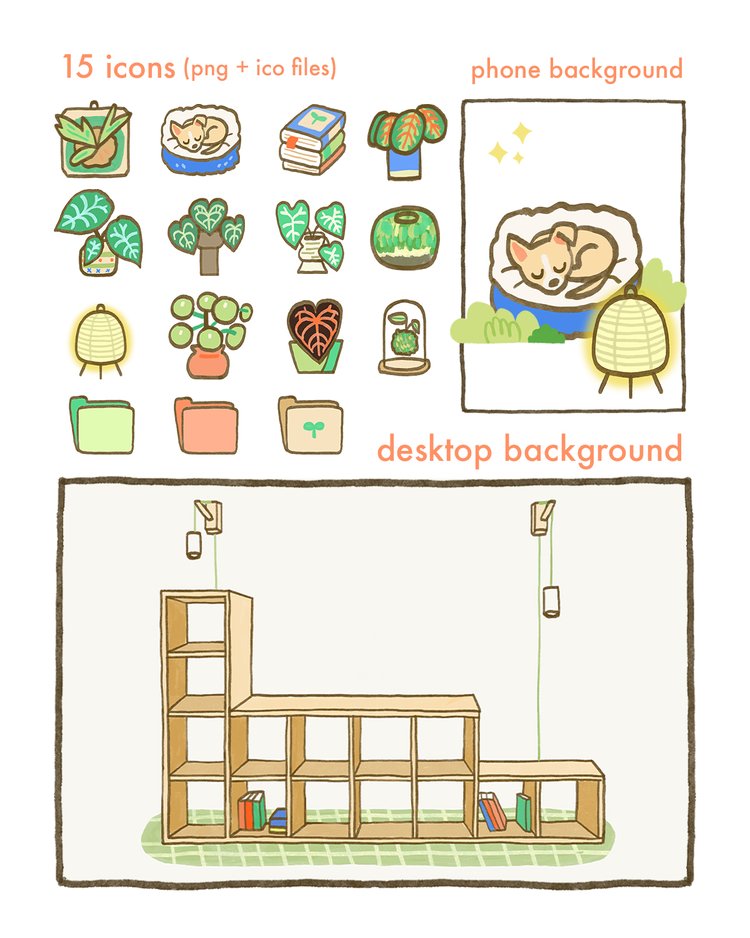 15 icons (png + ico files)
phone background
desktop background